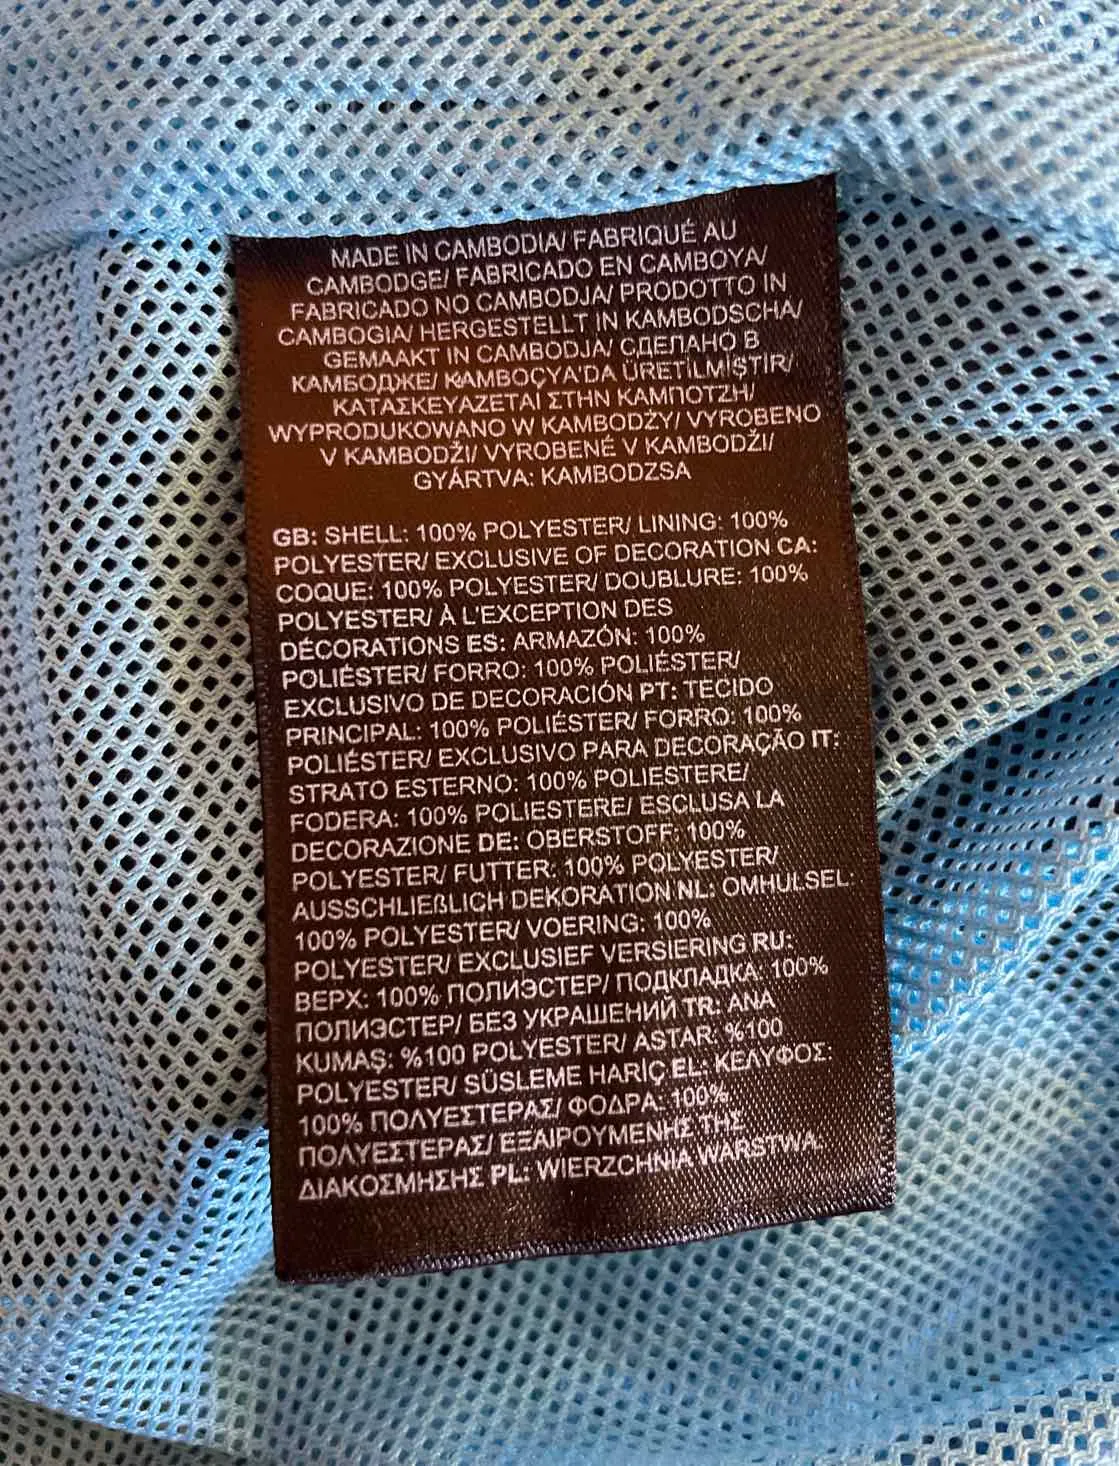 MADE IN CAMBODIA/ FABRIQUÉ AU
CAMBODGE/ FABRICADO EN CAMBOYA/
FABRICADO NO CAMBODJA/ PRODOTTO IN
CAMBOGIA/ HERGESTELLT IN KAMBODSCHA/
GEMAAKT IN CAMBODJA/ СДЕЛАНО В
КАМБОДЖЕ/ KAMBOÇYA'DA ÜRETİLMİŞTİR/
ΚΑΤΑΣΚΕΥΑΖΕΤΑΙ ΣΤΗΝ ΚΑΜΠΟΤΖΗ/
WYPRODUKOWANO W KAMBODŻY/ VYROBENO
V KAMBODŽI/ VYROBENÉ V KAMBODŽI/
GYÁRTVA: KAMBODZSA
GB: SHELL: 100% POLYESTER/ LINING: 100%
POLYESTER/ EXCLUSIVE OF DECORATION CA:
COQUE: 100% POLYESTER/ DOUBLURE: 100%
POLYESTER/ À L'EXCEPTION DES
DÉCORATIONS ES: ARMAZÓN: 100%
POLIÉSTER/ FORRO: 100% POLIÉSTER/
EXCLUSIVO DE DECORACIÓN PT: TECIDO
PRINCIPAL: 100% POLIÉSTER/ FORRO: 100%
POLIÉSTER/ EXCLUSIVO PARA DECORAÇÃO IT:
STRATO ESTERNO: 100% POLIESTERE/
FODERA: 100% POLIESTERE/ ESCLUSA LA
DECORAZIONE DE: OBERSTOFF: 100%
POLYESTER/ FUTTER: 100% POLYESTER/
AUSSCHLIEßLICH DEKORATION NL: OMHULSEL:
100% POLYESTER/ VOERING: 100%
POLYESTER/ EXCLUSIEF VERSIERING RU:
ВЕРХ: 100% ПОЛИЭСТЕР/ ПОДКЛАДКА: 100%
ПОЛИЭСТЕР/ БЕЗ УКРАШЕНИЙ TR: ANA
KUMAŞ: %100 POLYESTER/ ASTAR: %100
POLYESTER/ SÜSLEME HARİÇ EL: ΚΕΛΥΦΟΣ:
100% ΠΟΛΥΕΣΤΕΡΑΣ/ ΦΟΔΡΑ: 100%
ΠΟΛΥΕΣΤΕΡΑΣ/ ΕΞΑΙΡΟΥΜΕΝΗΣ ΤΗΣ
ΔΙΑΚΟΣΜΗΣΗΣ PL: WIERZCHNIA WARSTWA: